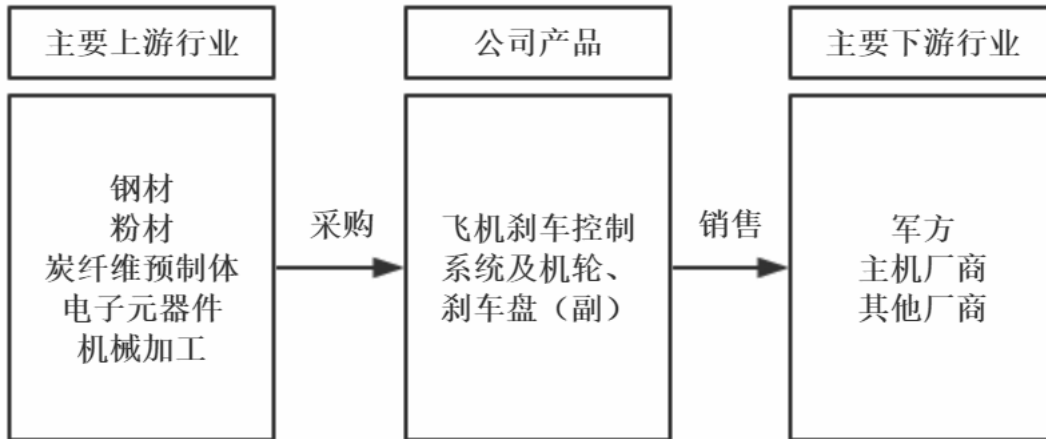 主要上游行业
公司产品
主要下游行业
钢材
粉材
炭纤维预制体
电子元器件
机械加工
采购
飞机刹车控制
系统及机轮、
刹车盘（副）
销售
军方
主机厂商
其他厂商